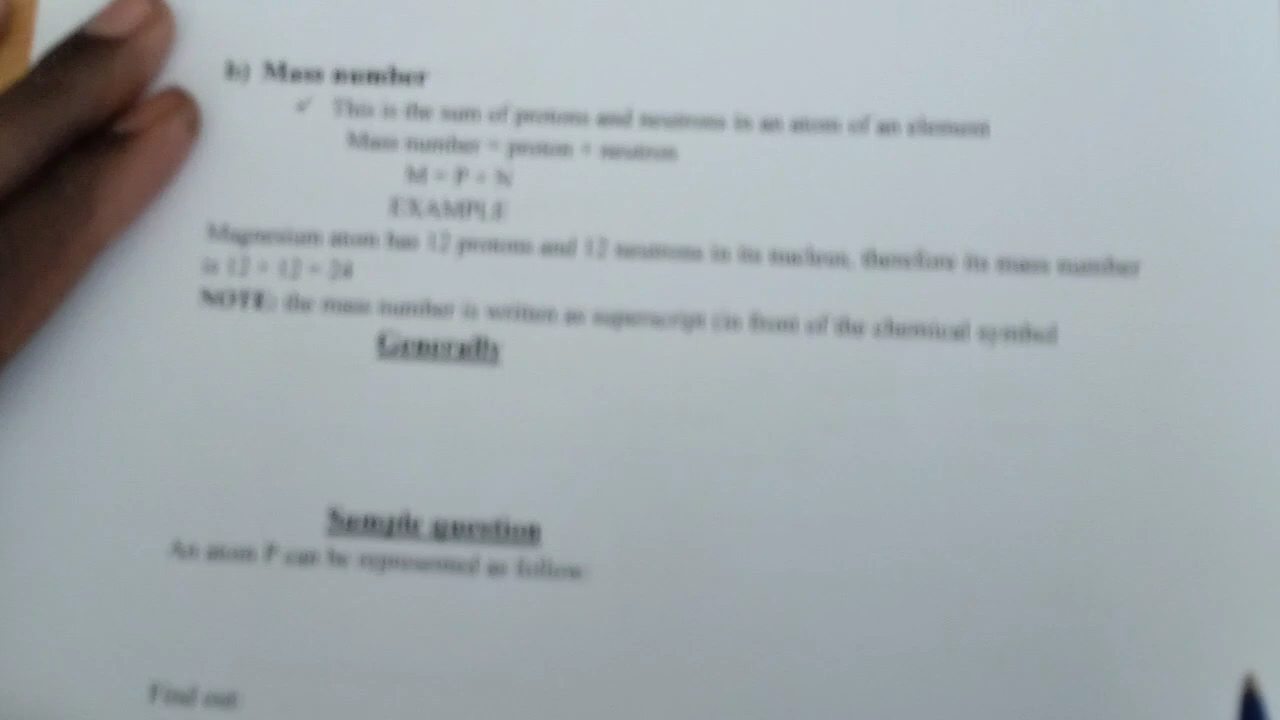 b) Mass number
✓ This is the sum of protons and neutrons in an atom of an element
Mass number = proton + neutron
M = P + N
EXAMPLE
Magnesium atom has 12 protons and 12 neutrons in its nucleus, therefore its mass number
is 12 + 12 = 24
NOTE: the mass number is written as superscript (in front of the chemical symbol
Generally
Sample question
An atom P can be represented as follow:
Find out: